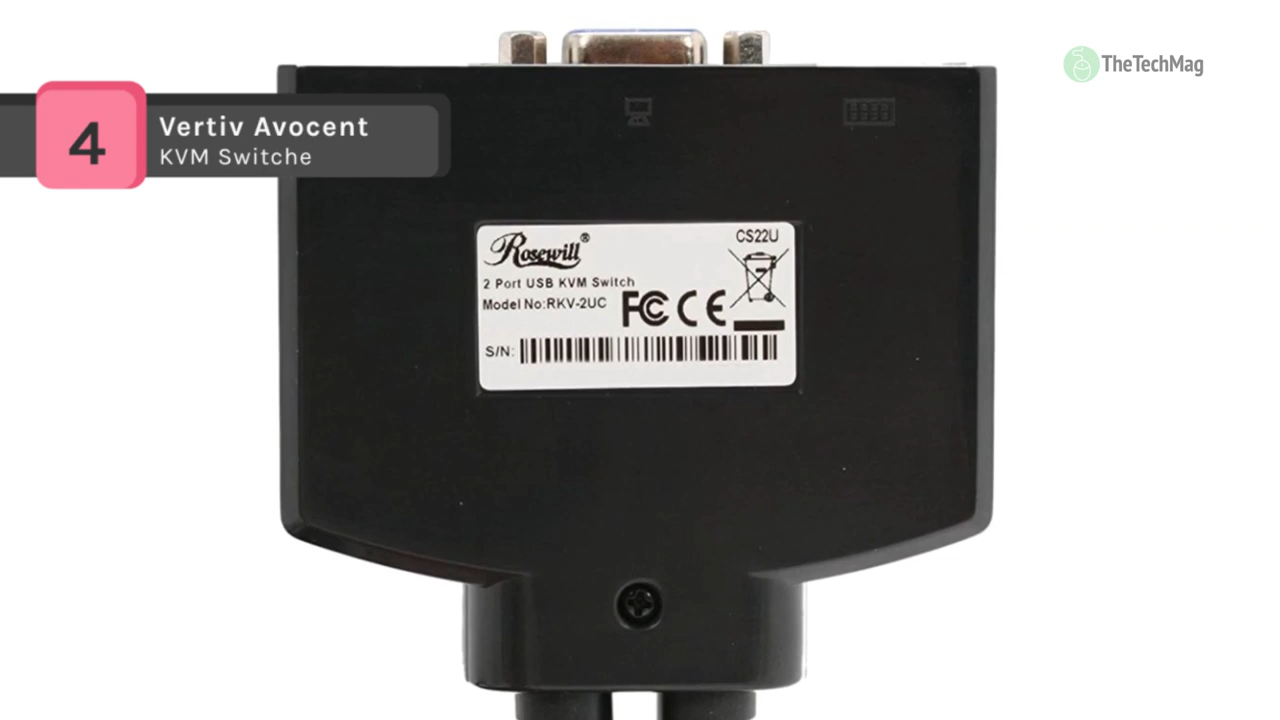 4
Vertiv Avocent
KVM Switche
TheTechMag
Rosewill®
CS22U
2 Port USB KVM Switch
Model No:RKV-2UC
FC CE
S/N: